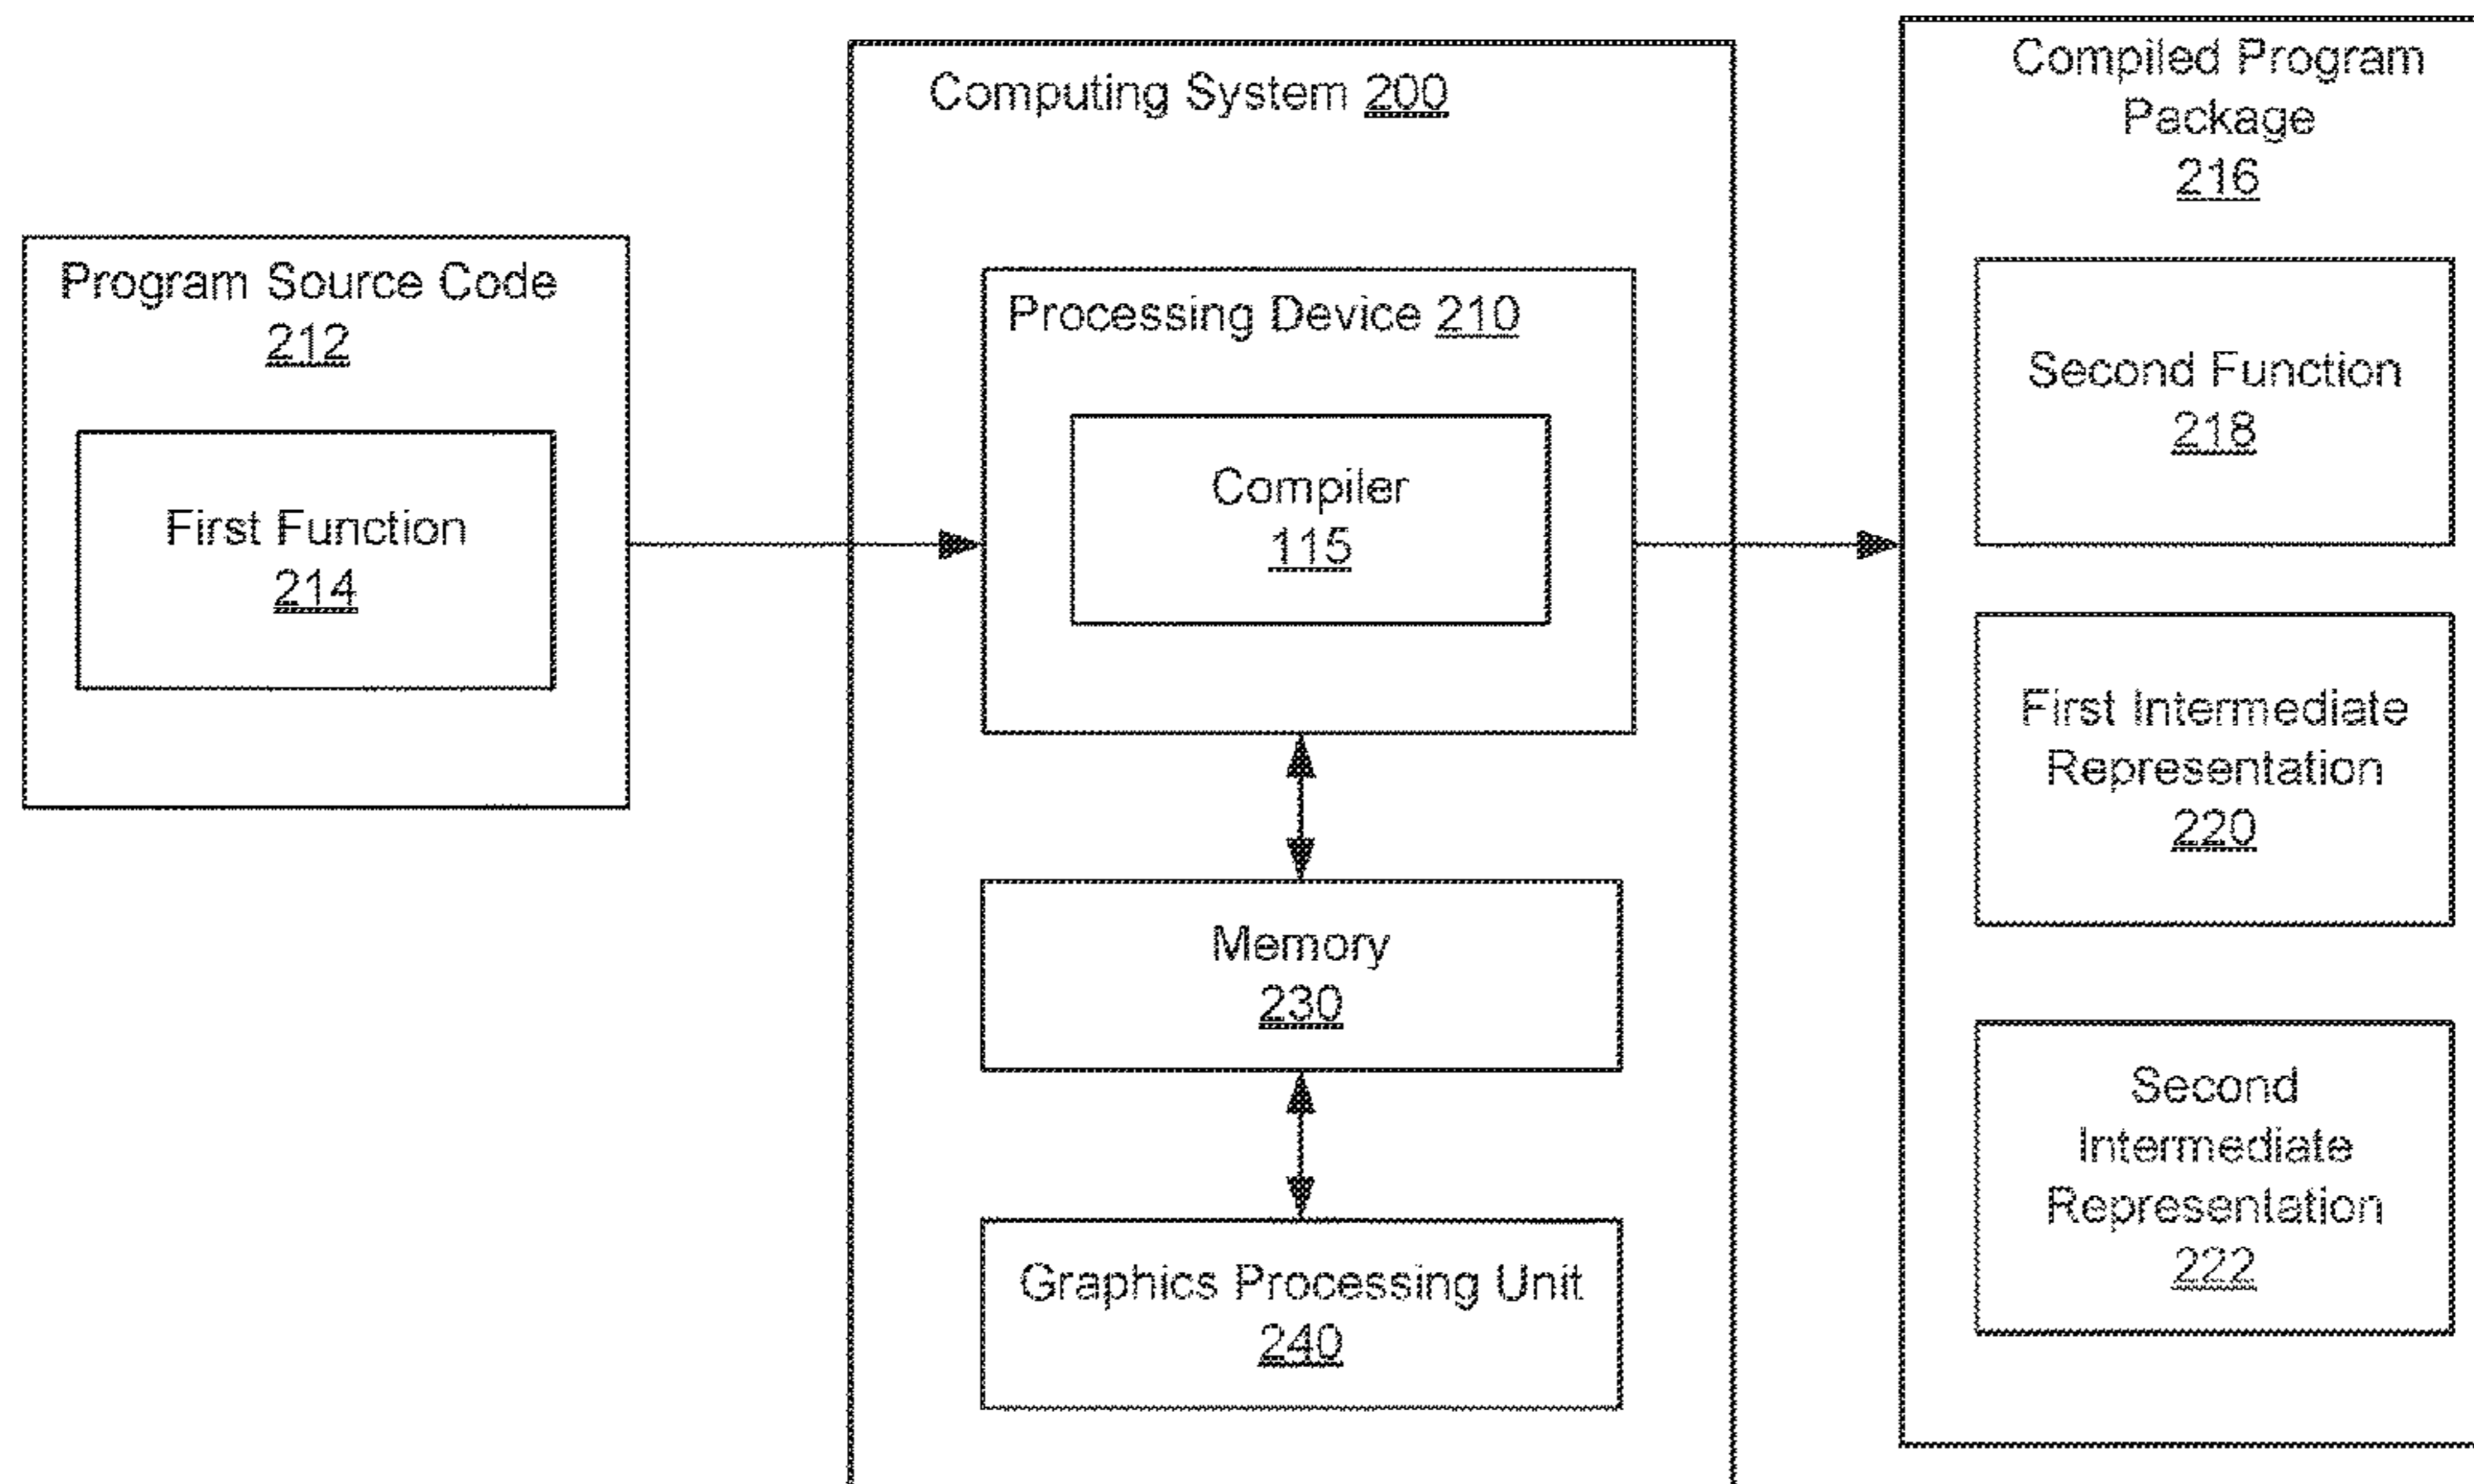 Program Source Code
212
First Function
214
Computing System 200
Processing Device 210
Compiler
115
Memory
230
Graphics Processing Unit
240
Compiled Program
Package
216
Second Function
218
First Intermediate
Representation
220
Second
Intermediate
Representation
222